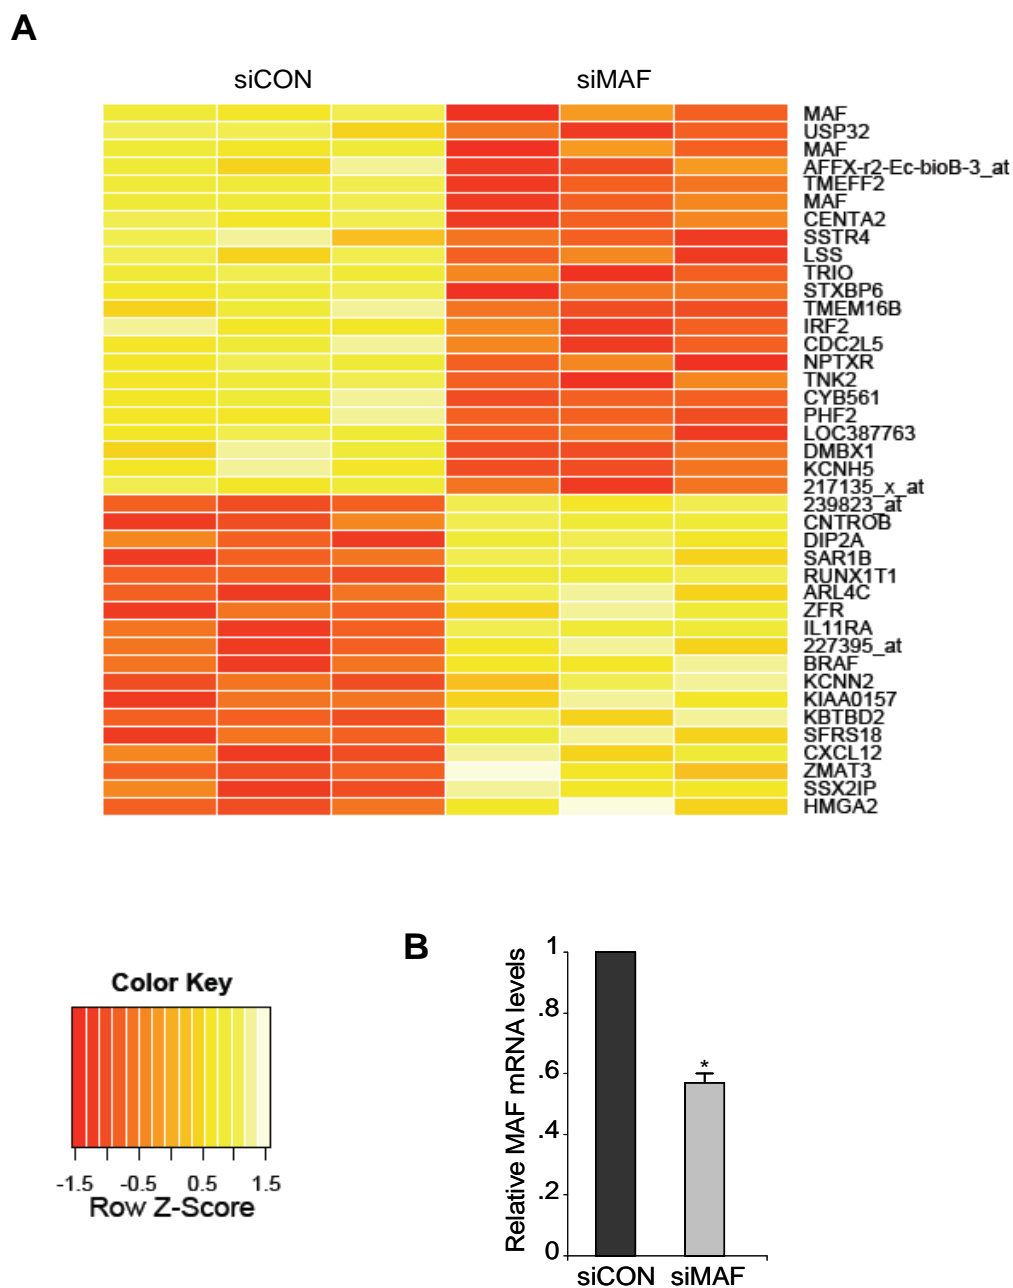 A
siCON siMAF
MAF
USP32
MAF
AFFX-r2-Ec-bioB-3_at
TMEFF2
MAF
CENTA2
SSTR4
LSS
TRIO
STXBP6
TMEM16B
IRF2
CDC2L5
NPTXR
TNK2
CYB561
PHF2
LOC387763
DMBX1
KCNH5
217135_x_at
239823_at
CNTROB
DIP2A
SAR1B
RUNX1T1
ARL4C
ZFR
IL11RA
227395_at
BRAF
KCNN2
KIAA0157
KBTBD2
SFRS18
CXCL12
ZMAT3
SSX2IP
HMGA2
Color Key
-1.5 -0.5 0.5 1.5
Row Z-Score
B
Relative MAF mRNA levels
1
.8
.6
.4
.2
0
*
siCON siMAF